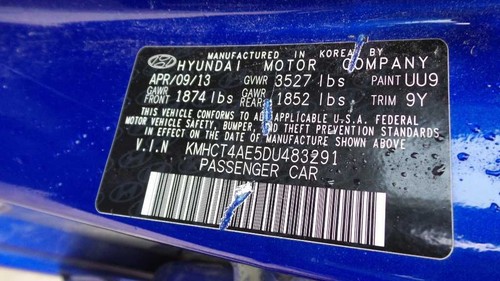 MANUFACTURED IN KOREA BY
HYUNDAI MOTOR COMPANY
APR/09/13 GVWR 3527 lbs PAINT UU9
GAWR FRONT 1874 lbs GAWR REAR 1852 lbs TRIM 9Y
THIS VEHICLE CONFORMS TO ALL APPLICABLE U.S.A. FEDERAL
MOTOR VEHICLE SAFETY, BUMPER, AND THEFT PREVENTION STANDARDS
IN EFFECT ON THE DATE OF MANUFACTURE SHOWN ABOVE
V.I.N KMHCT4AE5DU483291
PASSENGER CAR